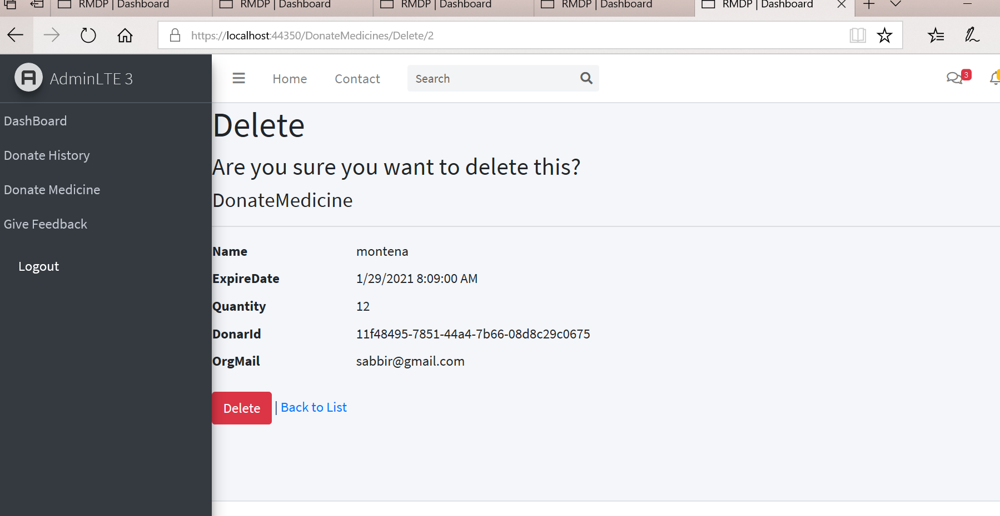 RMDP | Dashboard RMDP | Dashboard RMDP | Dashboard RMDP | Dashboard RMDP | Dashboard
https://localhost:44350/DonateMedicines/Delete/2
AdminLTE 3
Home Contact Search 3
DashBoard
Donate History
Donate Medicine
Give Feedback
Logout
Delete
Are you sure you want to delete this?
DonateMedicine
Name montena
ExpireDate 1/29/2021 8:09:00 AM
Quantity 12
DonarId 11f48495-7851-44a4-7b66-08d8c29c0675
OrgMail sabbir@gmail.com
Delete | Back to List